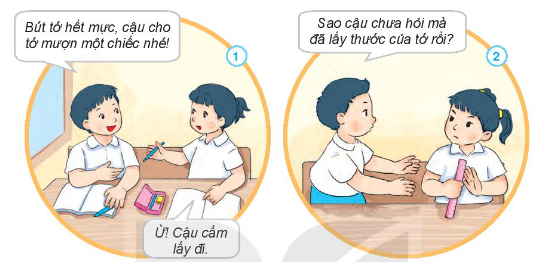 Bút tớ hết mực, cậu cho
tớ mượn một chiếc nhé!
1
Ừ! Cậu cầm
lấy đi.
Sao cậu chưa hỏi mà
đã lấy thước của tớ rồi?
2